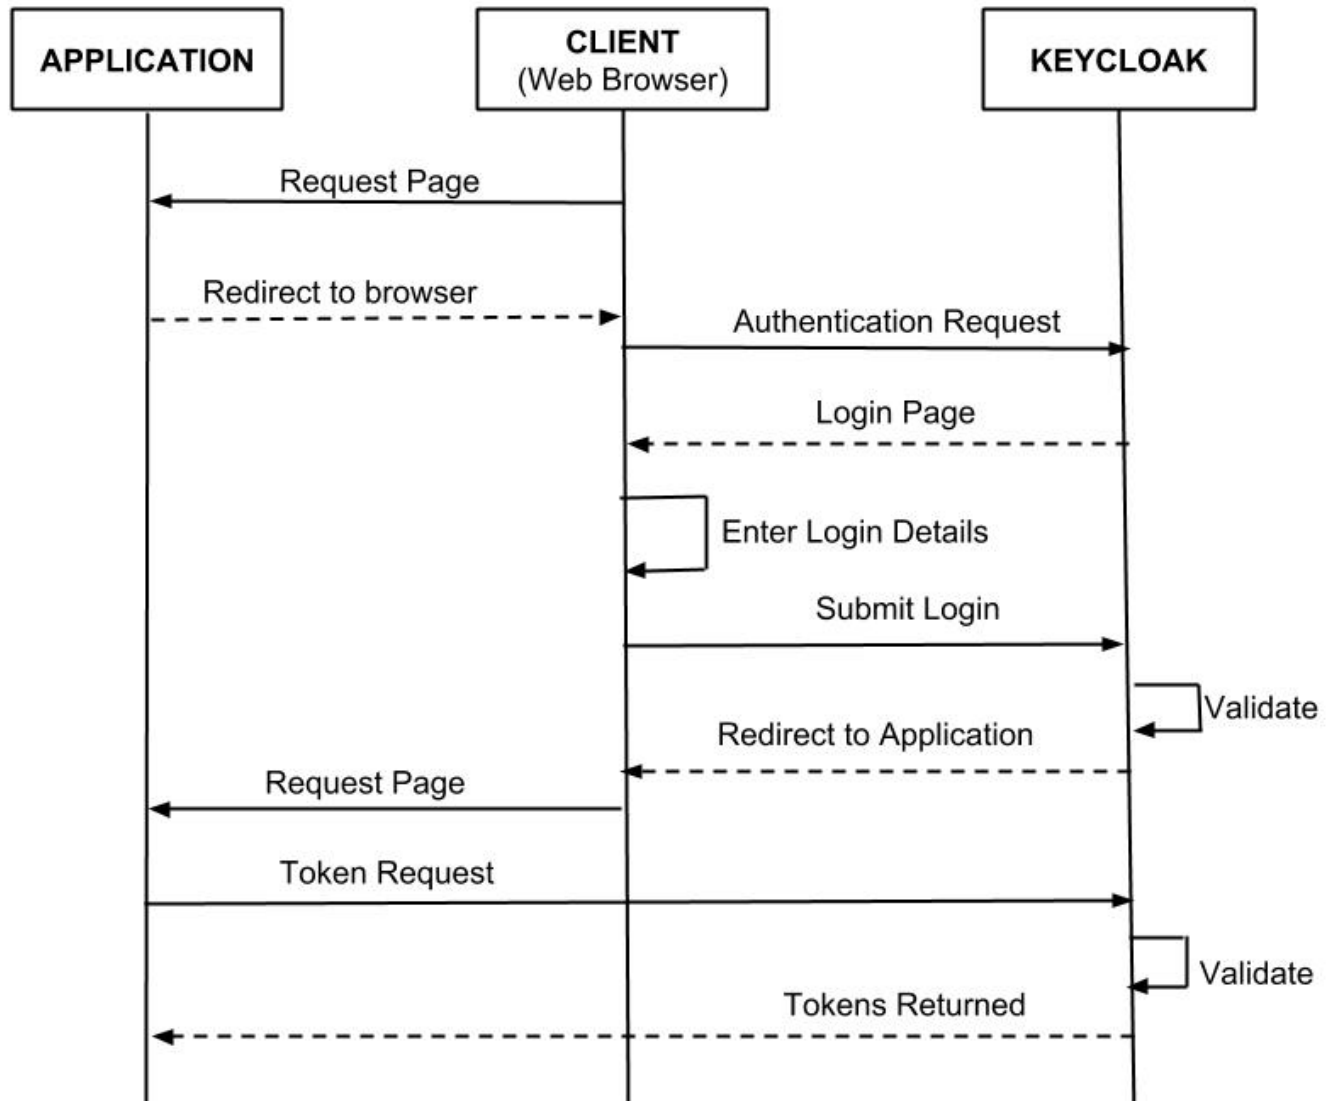 APPLICATION
CLIENT
(Web Browser)
KEYCLOAK
Request Page
Redirect to browser
Authentication Request
Login Page
Enter Login Details
Submit Login
Validate
Redirect to Application
Request Page
Token Request
Validate
Tokens Returned